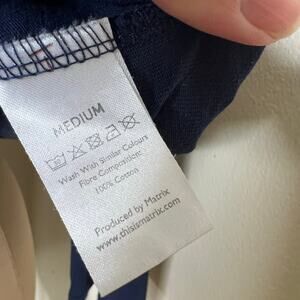 MEDIUM
Wash With Similar Colours
Fibre Composition:
100% Cotton
Produced by Matrix
www.thisismatrix.com